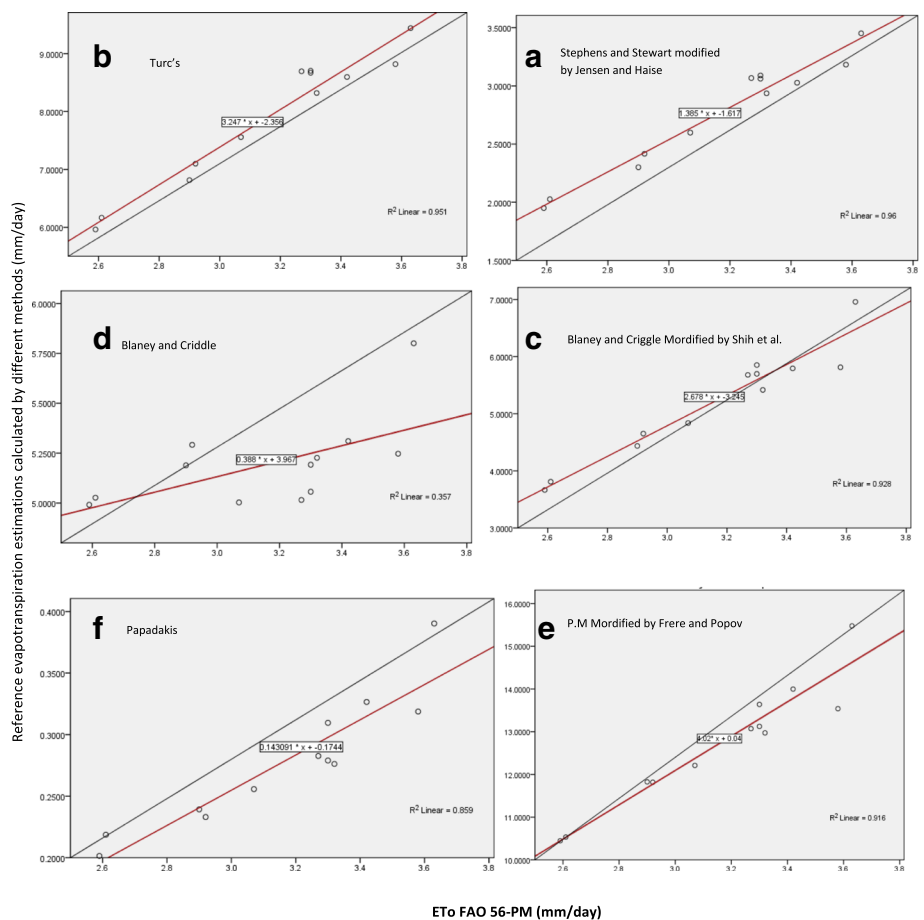 Reference evapotranspiration estimations calculated by different methods (mm/day)
b
Turc's
9.0000
8.0000
7.0000
6.0000
3.247 * x + -2.356
R2 Linear = 0.951
2.6 2.8 3.0 3.2 3.4 3.6 3.8
a
Stephens and Stewart modified
by Jensen and Haise
3.5000
3.0000
2.5000
2.0000
1.5000
1.385 * x + -1.617
R2 Linear = 0.96
2.4 2.6 2.8 3.0 3.2 3.4 3.6 3.8
d
Blaney and Criddle
6.0000
5.7500
5.5000
5.2500
5.0000
0.388 * x + 3.967
R2 Linear = 0.357
2.6 2.8 3.0 3.2 3.4 3.6 3.8
c
Blaney and Criggle Mordified by Shih et al.
7.0000
6.0000
5.0000
4.0000
3.0000
2.678 * x + -3.245
R2 Linear = 0.928
2.6 2.8 3.0 3.2 3.4 3.6 3.8
f
Papadakis
0.4000
0.3000
0.2500
0.2000
0.143091 * x + -0.1744
R2 Linear = 0.859
2.6 2.8 3.0 3.2 3.4 3.6 3.8
e
P.M Mordified by Frere and Popov
16.0000
15.0000
14.0000
13.0000
12.0000
11.0000
10.0000
4.02* x + 0.04
R2 Linear = 0.916
2.6 2.8 3.0 3.2 3.4 3.6 3.8
ETo FAO 56-PM (mm/day)